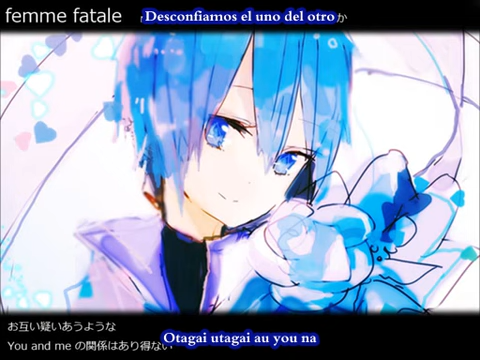 femme fatale
Desconfiamos el uno del otro
か
お互い疑いあうような
You and me の関係はあり得ない
Otagai utagai au you na